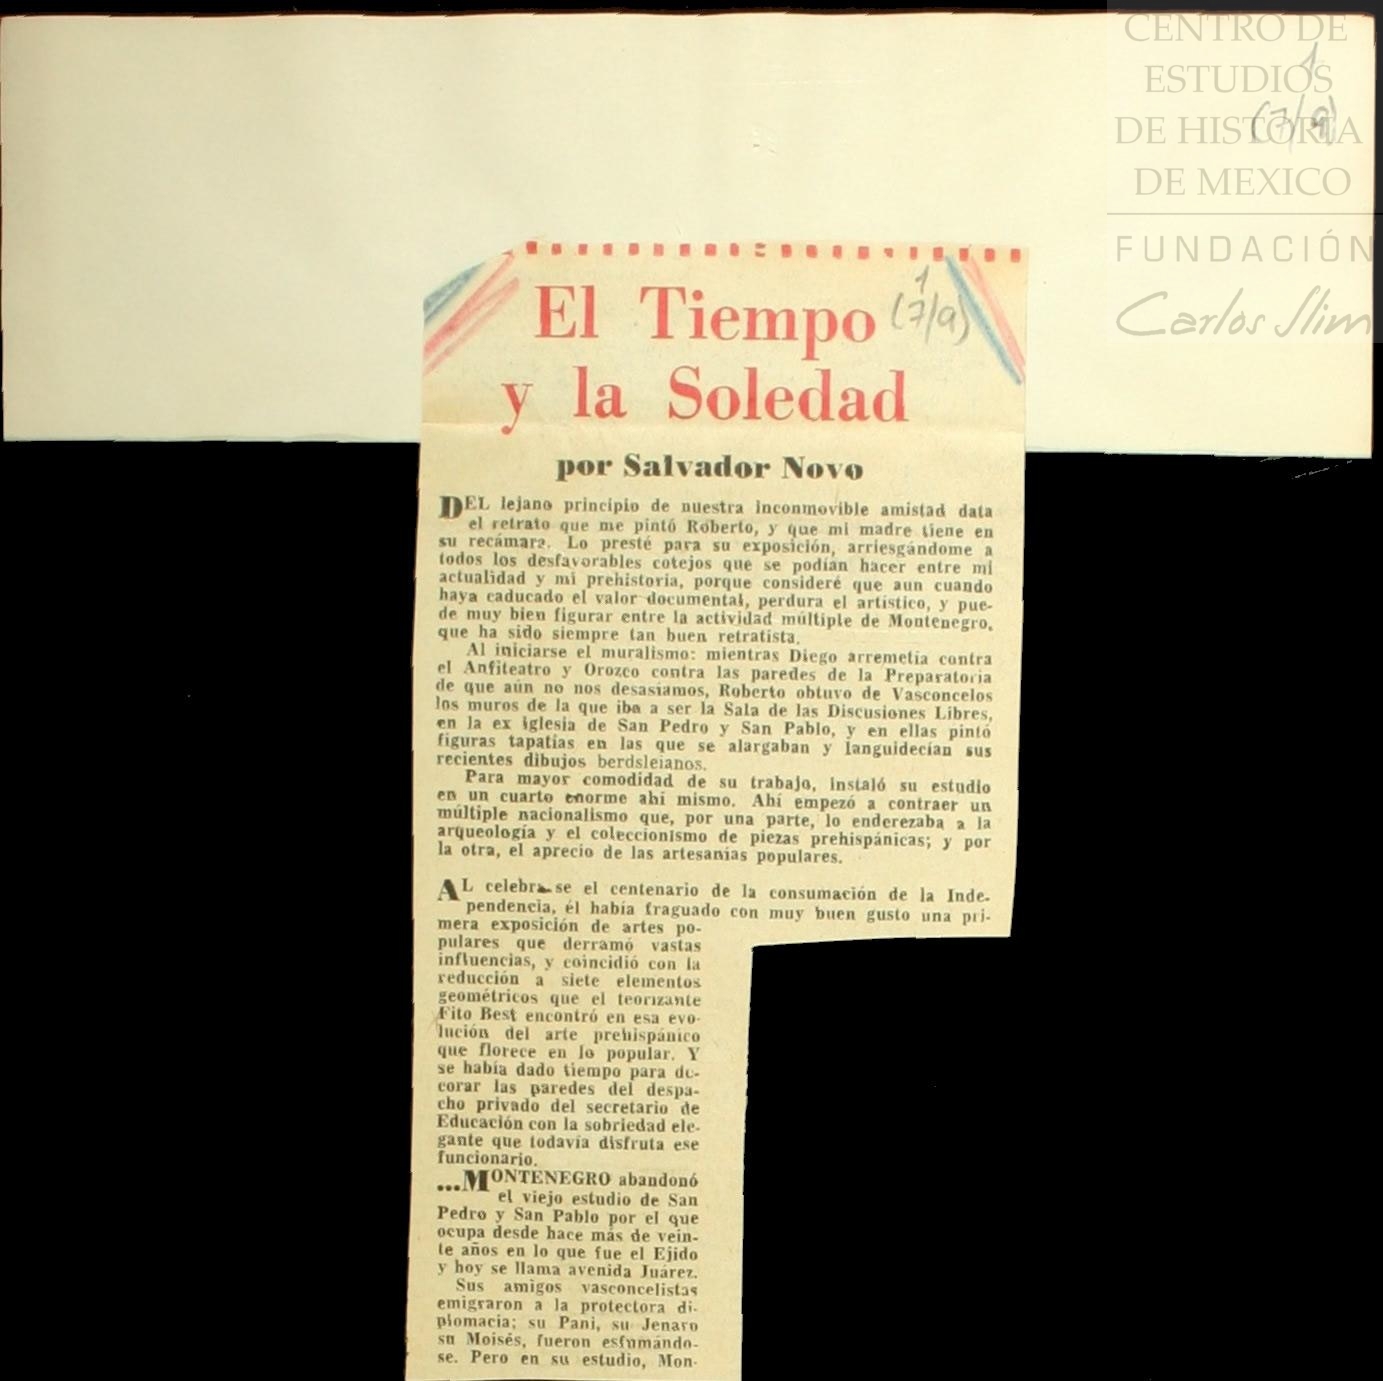 CENTRO DE
ESTUDIOS
DE HISTORIA
DE MEXICO
FUNDACIÓN
Carlos Slim
1
(7/9)
1
(7/9)
El Tiempo
y la Soledad
por Salvador Novo
DEL lejano principio de nuestra inconmovible amistad data
el retrato que me pintó Roberto, y que mi madre tiene en
su recámara. Lo presté para su exposición, arriesgándome a
todos los desfavorables cotejos que se podían hacer entre mi
actualidad y mi prehistoria, porque consideré que aun cuando
haya caducado el valor documental, perdura el artístico, y pue-
de muy bien figurar entre la actividad múltiple de Montenegro,
que ha sido siempre tan buen retratista.
Al iniciarse el muralismo: mientras Diego arremetía contra
el Anfiteatro y Orozco contra las paredes de la Preparatoria
de que aún no nos desasíamos, Roberto obtuvo de Vasconcelos
los muros de la que iba a ser la Sala de las Discusiones Libres,
en la ex iglesia de San Pedro y San Pablo, y en ellas pintó
figuras tapatías en las que se alargaban y languidecían sus
recientes dibujos berdsleianos.
Para mayor comodidad de su trabajo, instaló su estudio
en un cuarto enorme ahí mismo. Ahí empezó a contraer un
múltiple nacionalismo que, por una parte, lo enderezaba a la
arqueología y el coleccionismo de piezas prehispánicas; y por
la otra, el aprecio de las artesanías populares.
AL celebrarse el centenario de la consumación de la Inde-
pendencia, él había fraguado con muy buen gusto una pri-
mera exposición de artes po-
pulares que derramó vastas
influencias, y coincidió con la
reducción a siete elementos
geométricos que el teorizante
Fito Best encontró en esa evo-
lución del arte prehispánico
que florece en lo popular. Y
se había dado tiempo para de-
corar las paredes del despa-
cho privado del secretario de
Educación con la sobriedad ele-
gante que todavía disfruta ese
funcionario.
...MONTENEGRO abandonó
el viejo estudio de San
Pedro y San Pablo por el que
ocupa desde hace más de vein-
te años en lo que fue el Ejido
y hoy se llama avenida Juárez.
Sus amigos vasconcelistas
emigraron a la protectora di-
plomacia; su Pani, su Jenaro
su Moisés, fueron esfumándo-
se. Pero en su estudio, Mon-